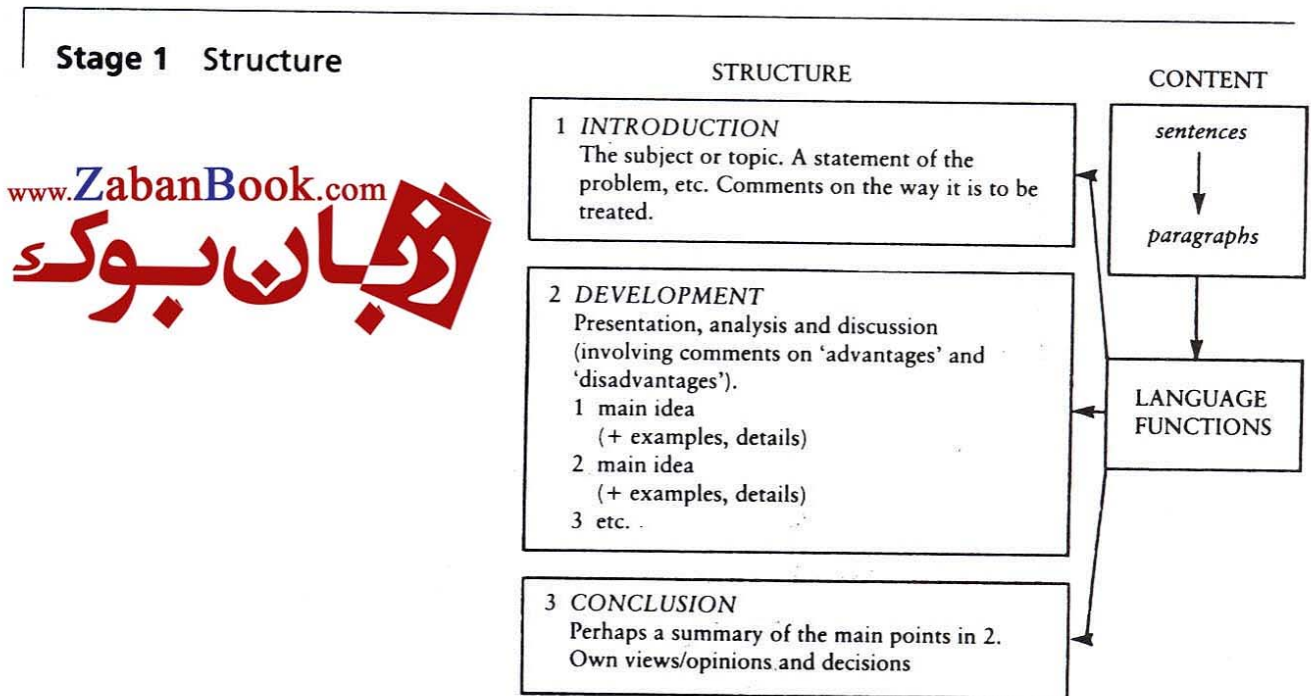 Stage 1 Structure
www.ZabanBook.com
زبان بوک
STRUCTURE
1 INTRODUCTION
The subject or topic. A statement of the
problem, etc. Comments on the way it is to be
treated.
2 DEVELOPMENT
Presentation, analysis and discussion
(involving comments on 'advantages' and
'disadvantages').
1 main idea
(+ examples, details)
2 main idea
(+ examples, details)
3 etc.
3 CONCLUSION
Perhaps a summary of the main points in 2.
Own views/opinions and decisions
CONTENT
sentences
paragraphs
LANGUAGE
FUNCTIONS